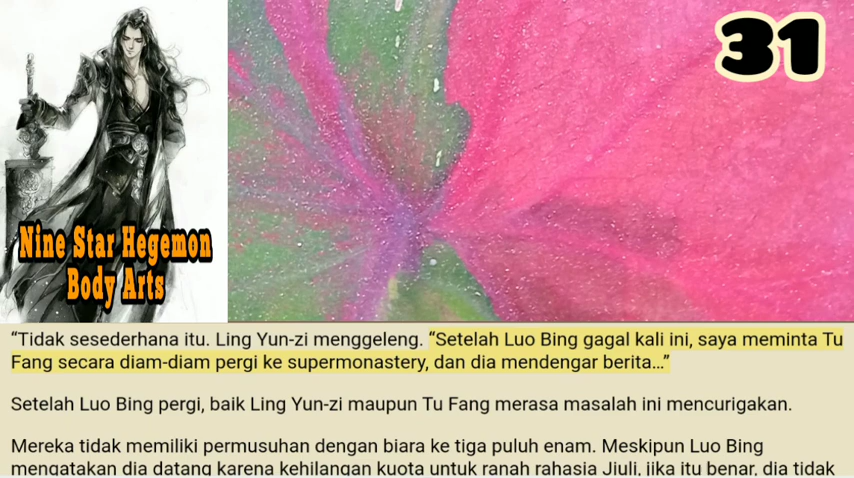 31
Nine Star Hegemon
Body Arts
“Tidak sesederhana itu. Ling Yun-zi menggeleng. “Setelah Luo Bing gagal kali ini, saya meminta Tu
Fang secara diam-diam pergi ke supermonastery, dan dia mendengar berita...”
Setelah Luo Bing pergi, baik Ling Yun-zi maupun Tu Fang merasa masalah ini mencurigakan.
Mereka tidak memiliki permusuhan dengan biara ke tiga puluh enam. Meskipun Luo Bing
mengatakan dia datang karena kehilangan kuota untuk ranah rahasia Jiuli, jika itu benar, dia tidak